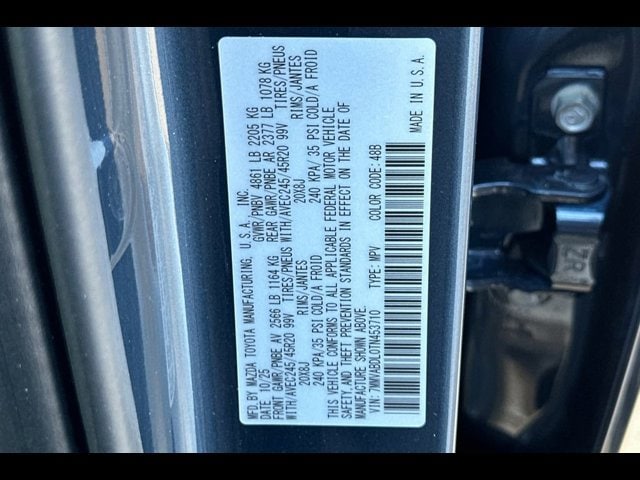 MFD.BY MAZDA TOYOTA MANUFACTURING, U.S.A. INC.
DATE 10/25 GVWR/PNBV 4861 LB 2205 KG
FRONT GAWR/PNBE AV 2566 LB 1164 KG REAR GAWR/PNBE AR 2377 LB 1078 KG
WITH/AVEC245/45R20 99V TIRES/PNEUS WITH/AVEC245/45R20 99V TIRES/PNEUS
20X8J RIMS/JANTES 20X8J RIMS/JANTES
240 KPA/35 PSI COLD/A FROID 240 KPA/35 PSI COLD/A FROID
THIS VEHICLE CONFORMS TO ALL APPLICABLE FEDERAL MOTOR VEHICLE
SAFETY AND THEFT PREVENTION STANDARDS IN EFFECT ON THE DATE OF
MANUFACTURE SHOWN ABOVE.
VIN: 7MMVABDL0TN453710 TYPE: MPV COLOR CODE: 48B
MADE IN U.S.A.
ZR